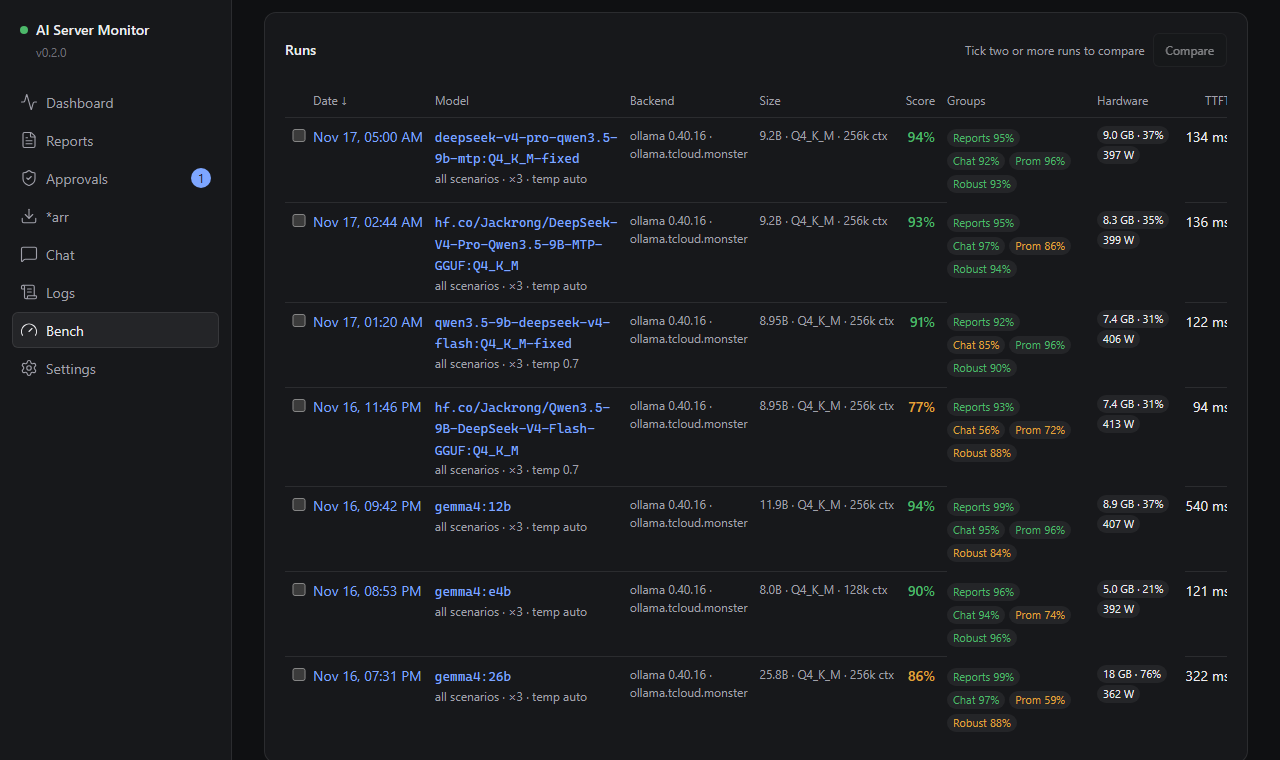 AI Server Monitor
v0.2.0
Dashboard
Reports
Approvals 1
*arr
Chat
Logs
Bench
Settings
Runs
Tick two or more runs to compare Compare
Date ↓ Model Backend Size Score Groups Hardware TTFT
Nov 17, 05:00 AM deepseek-v4-pro-qwen3.5- ollama 0.40.16 · 9.2B · Q4_K_M · 256k ctx 94% Reports 95% 9.0 GB · 37% 134 ms
9b-mtp:Q4_K_M-fixed ollama.tcloud.monster Chat 92% Prom 96% 397 W
all scenarios · ×3 · temp auto Robust 93%
Nov 17, 02:44 AM hf.co/Jackrong/DeepSeek- ollama 0.40.16 · 9.2B · Q4_K_M · 256k ctx 93% Reports 95% 8.3 GB · 35% 136 ms
V4-Pro-Qwen3.5-9B-MTP- ollama.tcloud.monster Chat 97% Prom 86% 399 W
GGUF:Q4_K_M Robust 94%
all scenarios · ×3 · temp auto
Nov 17, 01:20 AM qwen3.5-9b-deepseek-v4- ollama 0.40.16 · 8.95B · Q4_K_M · 256k ctx 91% Reports 92% 7.4 GB · 31% 122 ms
flash:Q4_K_M-fixed ollama.tcloud.monster Chat 85% Prom 96% 406 W
all scenarios · ×3 · temp 0.7 Robust 90%
Nov 16, 11:46 PM hf.co/Jackrong/Qwen3.5- ollama 0.40.16 · 8.95B · Q4_K_M · 256k ctx 77% Reports 93% 7.4 GB · 31% 94 ms
9B-DeepSeek-V4-Flash- ollama.tcloud.monster Chat 56% Prom 72% 413 W
GGUF:Q4_K_M Robust 88%
all scenarios · ×3 · temp 0.7
Nov 16, 09:42 PM gemma4:12b ollama 0.40.16 · 11.9B · Q4_K_M · 256k ctx 94% Reports 99% 8.9 GB · 37% 540 ms
all scenarios · ×3 · temp auto ollama.tcloud.monster Chat 95% Prom 96% 407 W
Robust 84%
Nov 16, 08:53 PM gemma4:e4b ollama 0.40.16 · 8.0B · Q4_K_M · 128k ctx 90% Reports 96% 5.0 GB · 21% 121 ms
all scenarios · ×3 · temp auto ollama.tcloud.monster Chat 94% Prom 74% 392 W
Robust 96%
Nov 16, 07:31 PM gemma4:26b ollama 0.40.16 · 25.8B · Q4_K_M · 256k ctx 86% Reports 99% 18 GB · 76% 322 ms
all scenarios · ×3 · temp auto ollama.tcloud.monster Chat 97% Prom 59% 362 W
Robust 88%